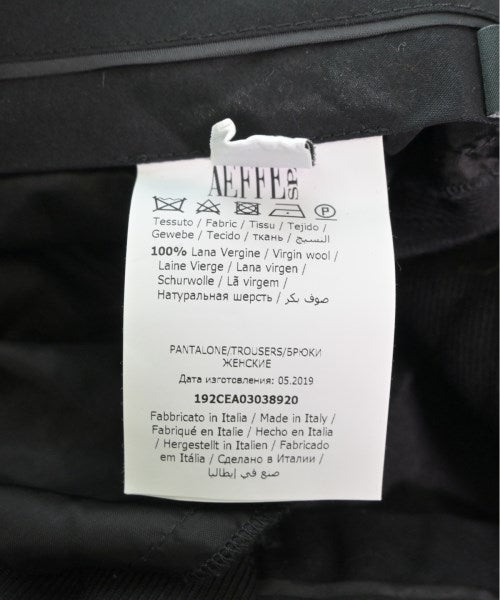 AEFFE SPA
P
Tessuto / Fabric / Tissu / Tejido /
Gewebe / Tecido / ткань / النسيج
100% Lana Vergine / Virgin wool /
Laine Vierge / Lana virgen /
Schurwolle / Lã virgem /
Натуральная шерсть / صوف بكر
PANTALONE/TROUSERS/БРЮКИ
ЖЕНСКИЕ
Дата изготовления: 05.2019
192CEA03038920
Fabbricato in Italia / Made in Italy /
Fabriqué en Italie / Hecho en Italia
/ Hergestellt in Italien / Fabricado
em Itália / Сделано в Италии /
صنع في إيطاليا